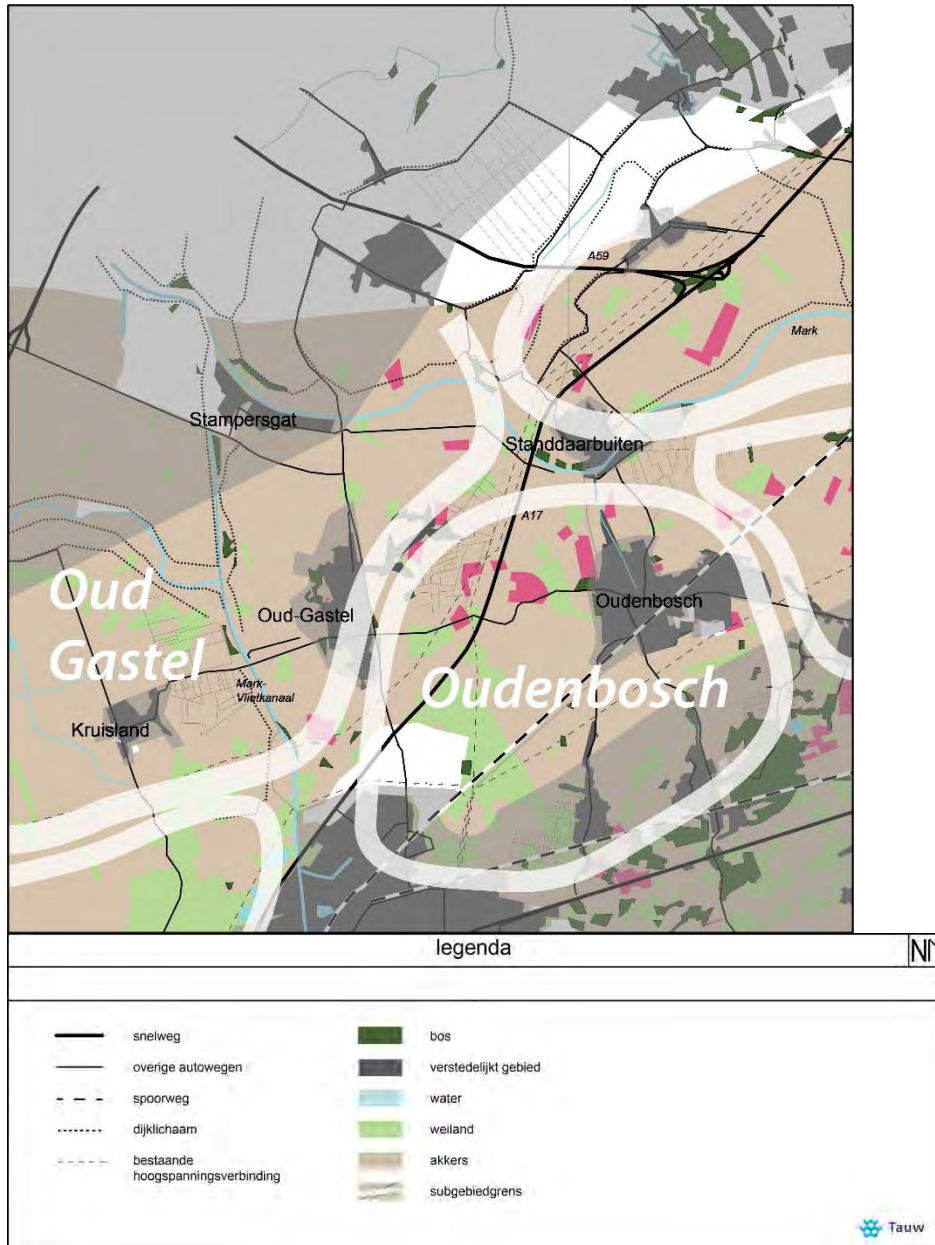 A59
Mark
Stampersgat
Standdaarbuiten
A17
Oud
Gastel
Oud-Gastel
Oudenbosch
Oudenbosch
Mark-
Vlietkanaal
Kruisland
legenda
snelweg
overige autowegen
spoorweg
dijklichaam
bestaande
hoogspanningsverbinding
bos
verstedelijkt gebied
water
weiland
akkers
subgebiedgrens
Tauw